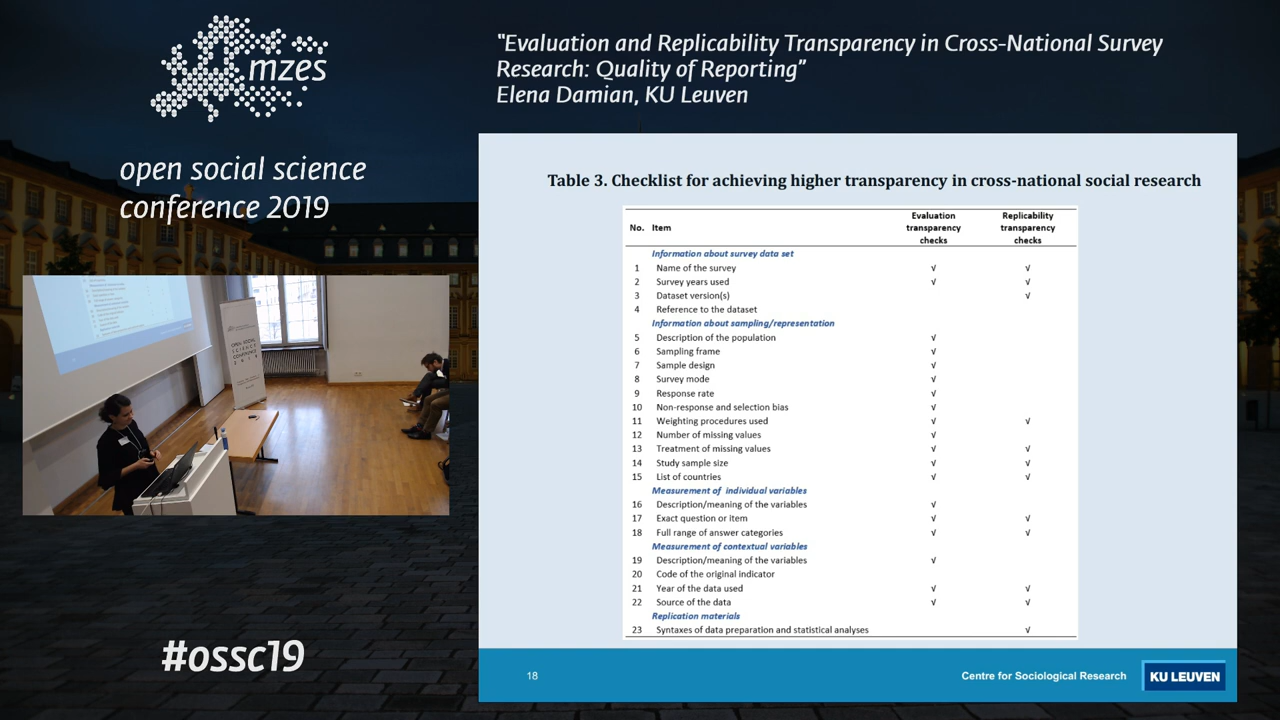 mzes
open social science
conference 2019
#ossc19
“Evaluation and Replicability Transparency in Cross-National Survey
Research: Quality of Reporting”
Elena Damian, KU Leuven
Table 3. Checklist for achieving higher transparency in cross-national social research
No. Item Evaluation transparency checks Replicability transparency checks
Information about survey data set
1 Name of the survey √ √
2 Survey years used √ √
3 Dataset version(s) √
4 Reference to the dataset
Information about sampling/representation
5 Description of the population √
6 Sampling frame √
7 Sample design √
8 Survey mode √
9 Response rate √
10 Non-response and selection bias √
11 Weighting procedures used √ √
12 Number of missing values √
13 Treatment of missing values √ √
14 Study sample size √ √
15 List of countries √ √
Measurement of individual variables
16 Description/meaning of the variables √
17 Exact question or item √ √
18 Full range of answer categories √ √
Measurement of contextual variables
19 Description/meaning of the variables √
20 Code of the original indicator
21 Year of the data used √ √
22 Source of the data √ √
Replication materials
23 Syntaxes of data preparation and statistical analyses √
18
Centre for Sociological Research
KU LEUVEN
OPEN SOCIAL
SCIENCE
CONFERENCE
2019